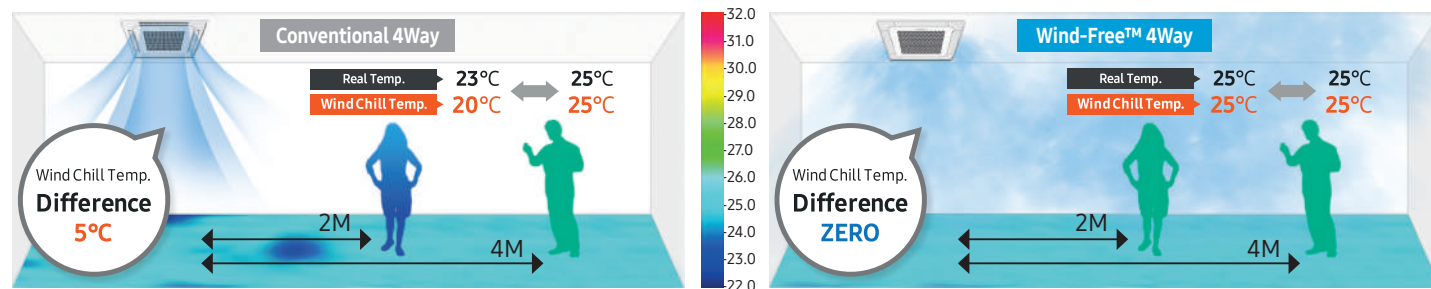 Conventional 4Way
Real Temp. 23°C 25°C
Wind Chill Temp. 20°C 25°C
Wind Chill Temp.
Difference
5°C
2M
4M
32.0
31.0
30.0
29.0
28.0
27.0
26.0
25.0
24.0
23.0
22.0
Wind-Free™ 4Way
Real Temp. 25°C 25°C
Wind Chill Temp. 25°C 25°C
Wind Chill Temp.
Difference
ZERO
2M
4M